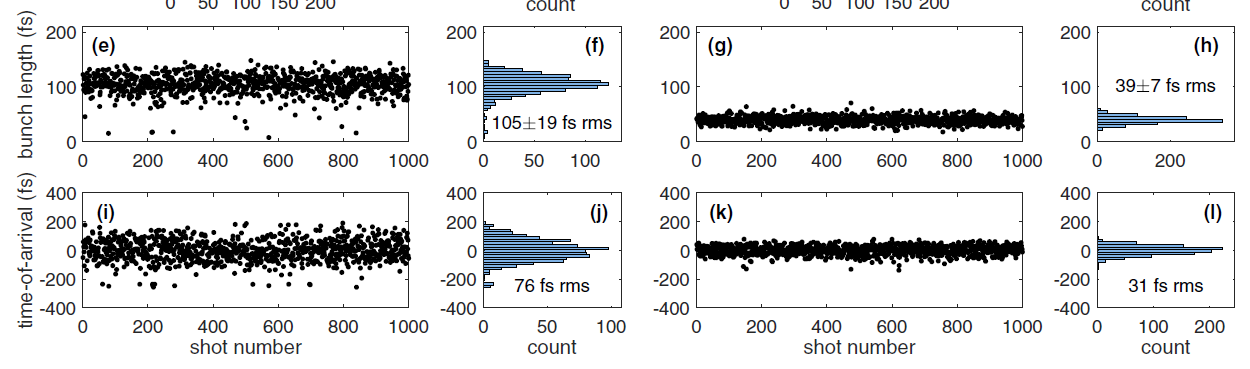 0 50 100 150 200 count 0 50 100 150 200 count
bunch length (fs)
200 (e) 200 (f) 200 (g) 200 (h)
100 100 100 100 39±7 fs rms
105±19 fs rms
0 0 0 0
0 200 400 600 800 1000 0 50 100 0 200 400 600 800 1000 0 200
time-of-arrival (fs)
400 400 400 400
(i) (j) (k) (l)
200 200 200 200
0 0 0 0
-200 -200 -200 -200
76 fs rms 31 fs rms
-400 -400 -400 -400
0 200 400 600 800 1000 0 50 100 0 200 400 600 800 1000 0 100 200
shot number count shot number count